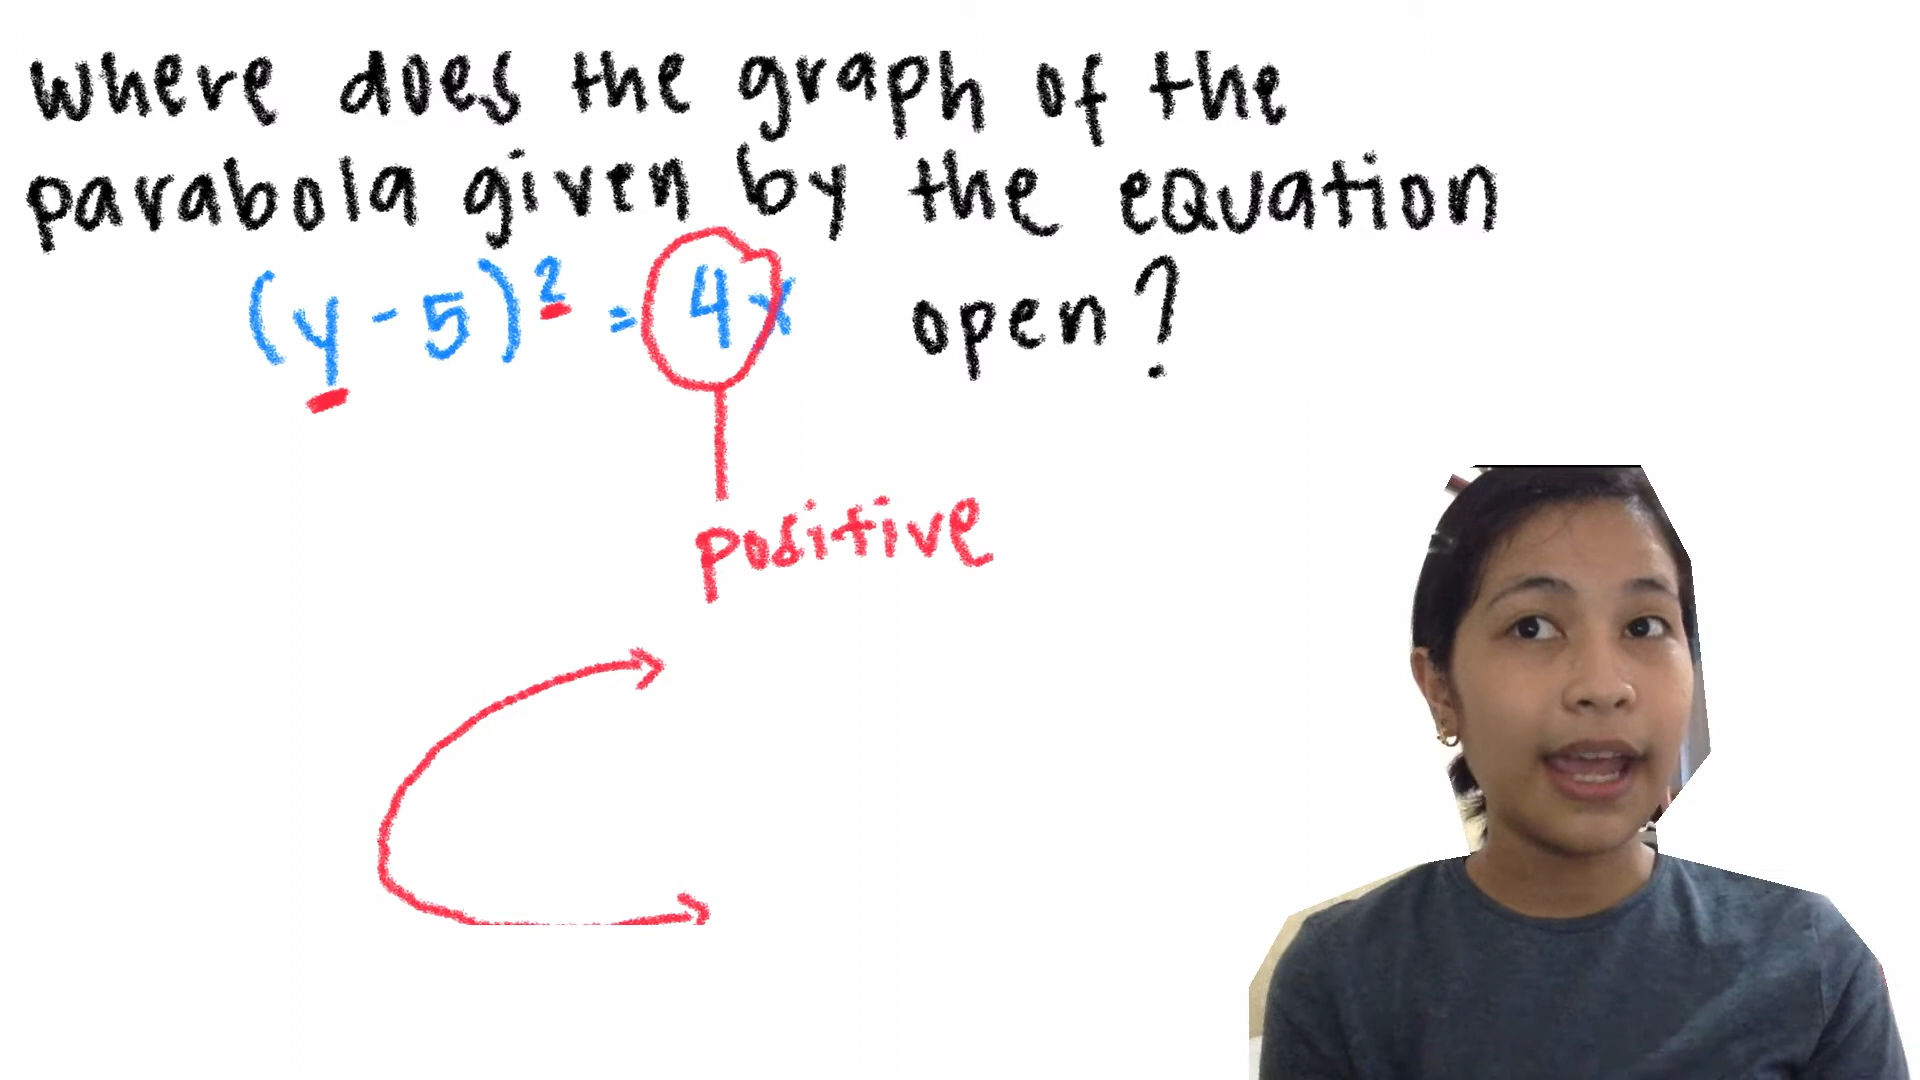 Where does the graph of the
parabola given by the equation
(y - 5)² = 4x open?
positive